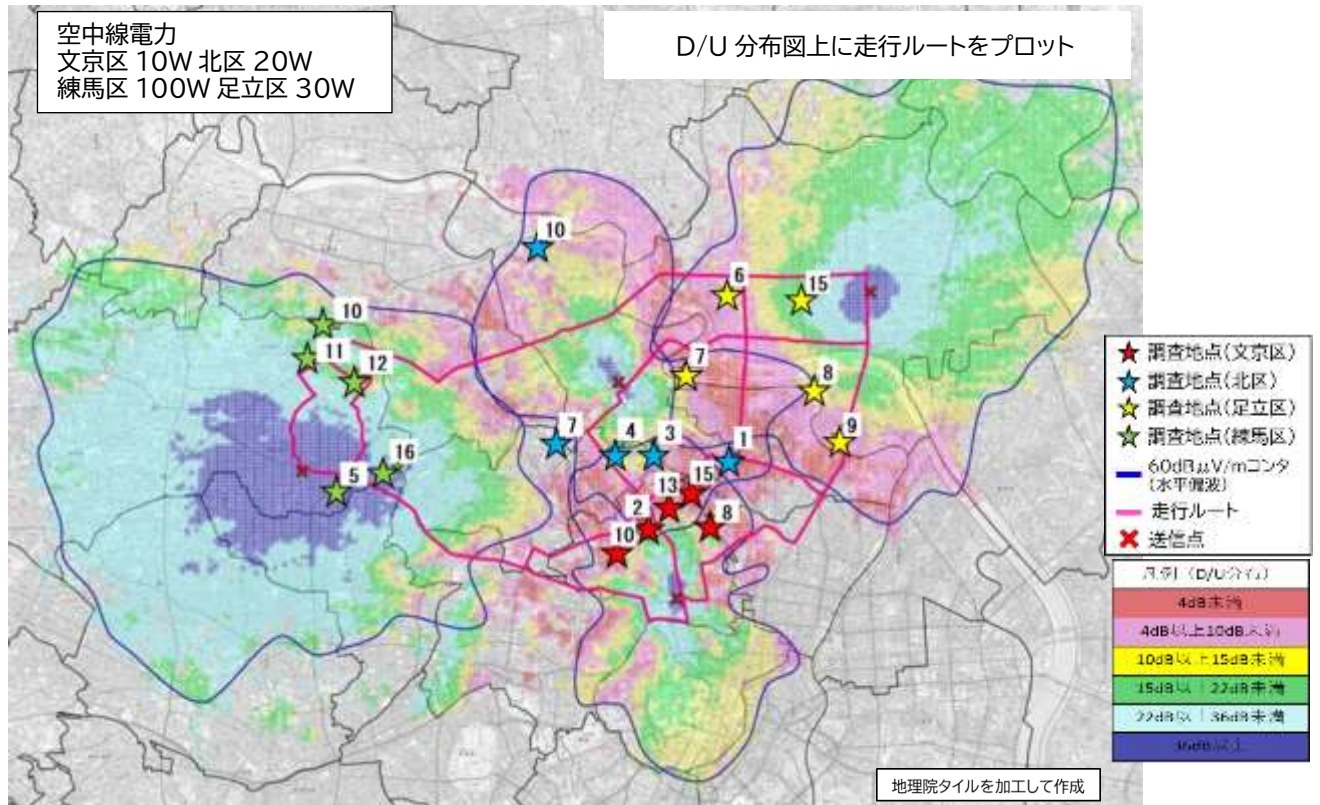 空中線電力
文京区 10W 北区 20W
練馬区 100W 足立区 30W
D/U 分布図上に走行ルートをプロット
10
6
15
10
11
12
7
8
7
4
3
1
9
16
5
13
15
2
8
10
調査地点(文京区)
調査地点(北区)
調査地点(足立区)
調査地点(練馬区)
60dBμV/mコンタ
(水平偏波)
走行ルート
送信点
凡例 (D/U分布)
4dB未満
4dB以上10dB未満
10dB以上15dB未満
15dB以上22dB未満
22dB以上36dB未満
36dB以上
地理院タイルを加工して作成